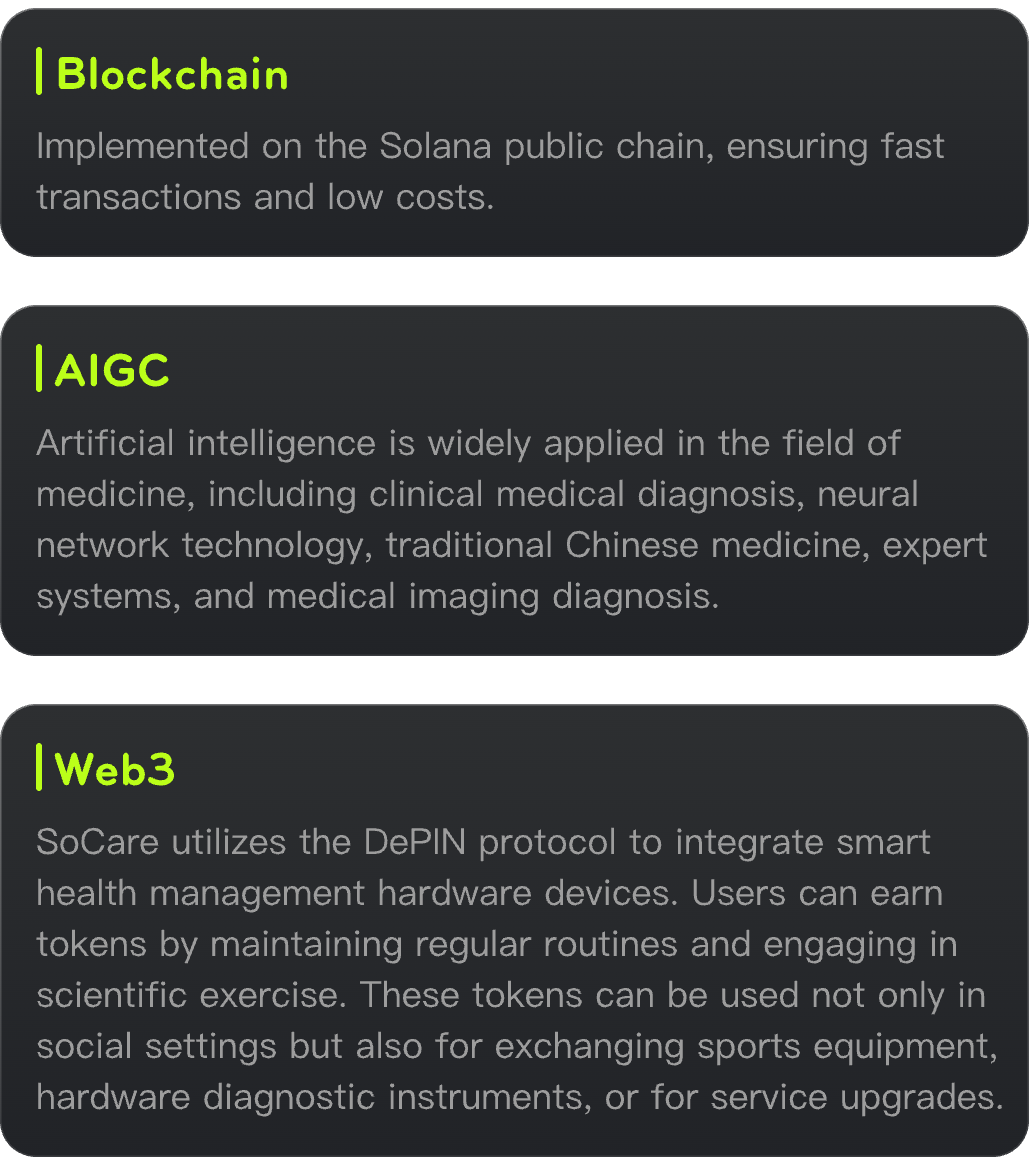 Blockchain
Implemented on the Solana public chain, ensuring fast
transactions and low costs.
AIGC
Artificial intelligence is widely applied in the field of
medicine, including clinical medical diagnosis, neural
network technology, traditional Chinese medicine, expert
systems, and medical imaging diagnosis.
Web3
SoCare utilizes the DePIN protocol to integrate smart
health management hardware devices. Users can earn
tokens by maintaining regular routines and engaging in
scientific exercise. These tokens can be used not only in
social settings but also for exchanging sports equipment,
hardware diagnostic instruments, or for service upgrades.